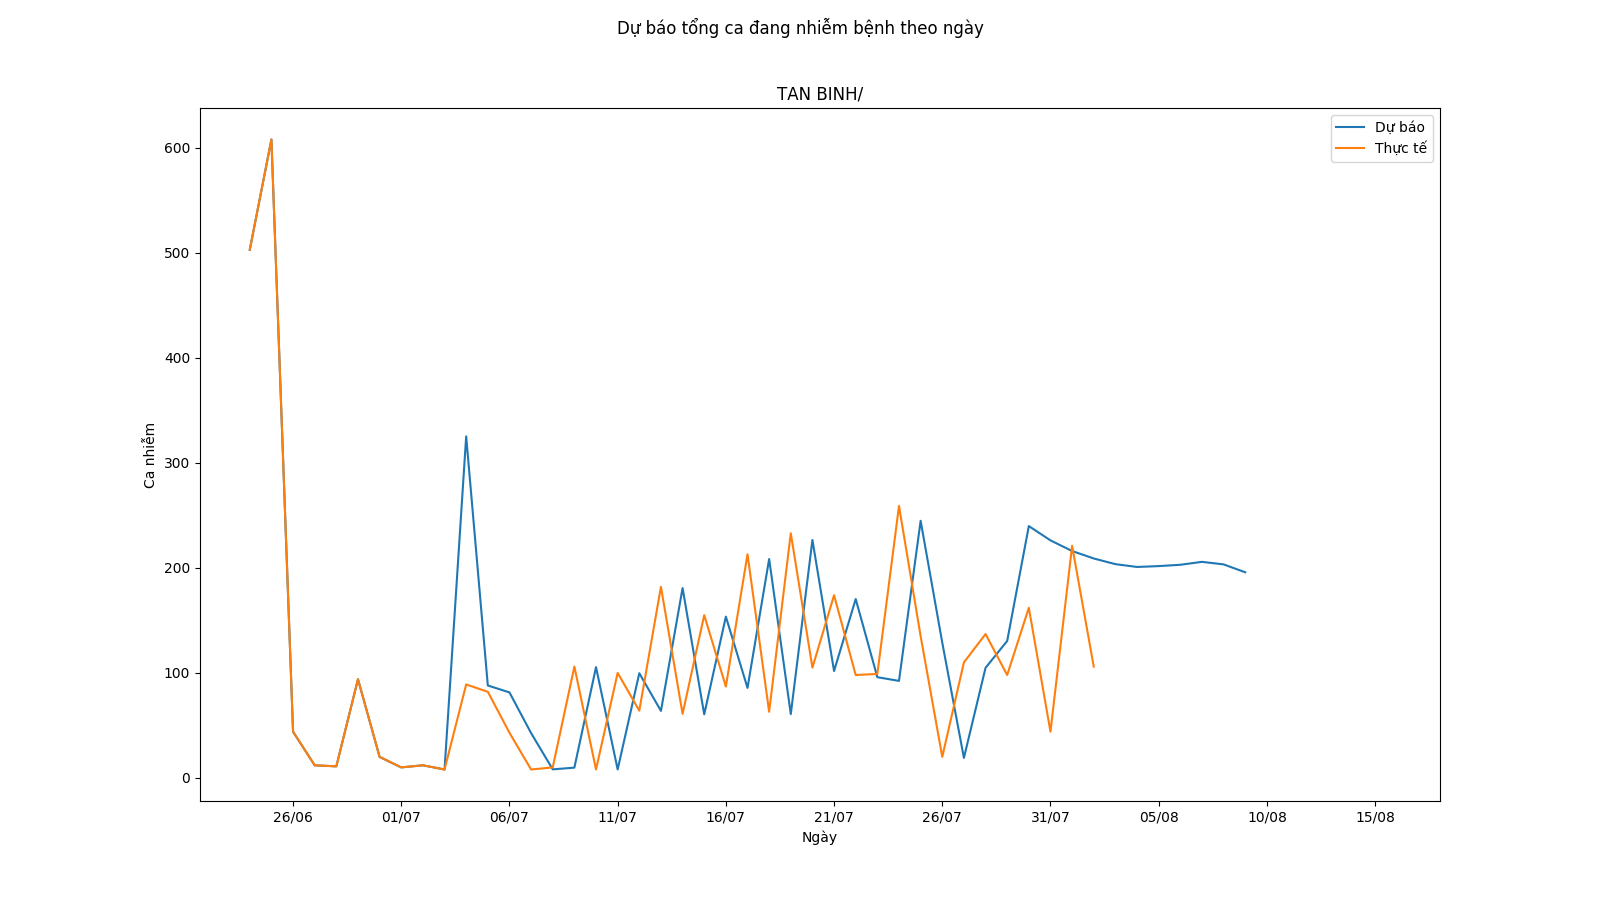 Dự báo tổng ca đang nhiễm bệnh theo ngày
TAN BINH/
Dự báo
Thực tế
600
500
400
300
200
100
0
Ca nhiễm
26/06 01/07 06/07 11/07 16/07 21/07 26/07 31/07 05/08 10/08 15/08
Ngày